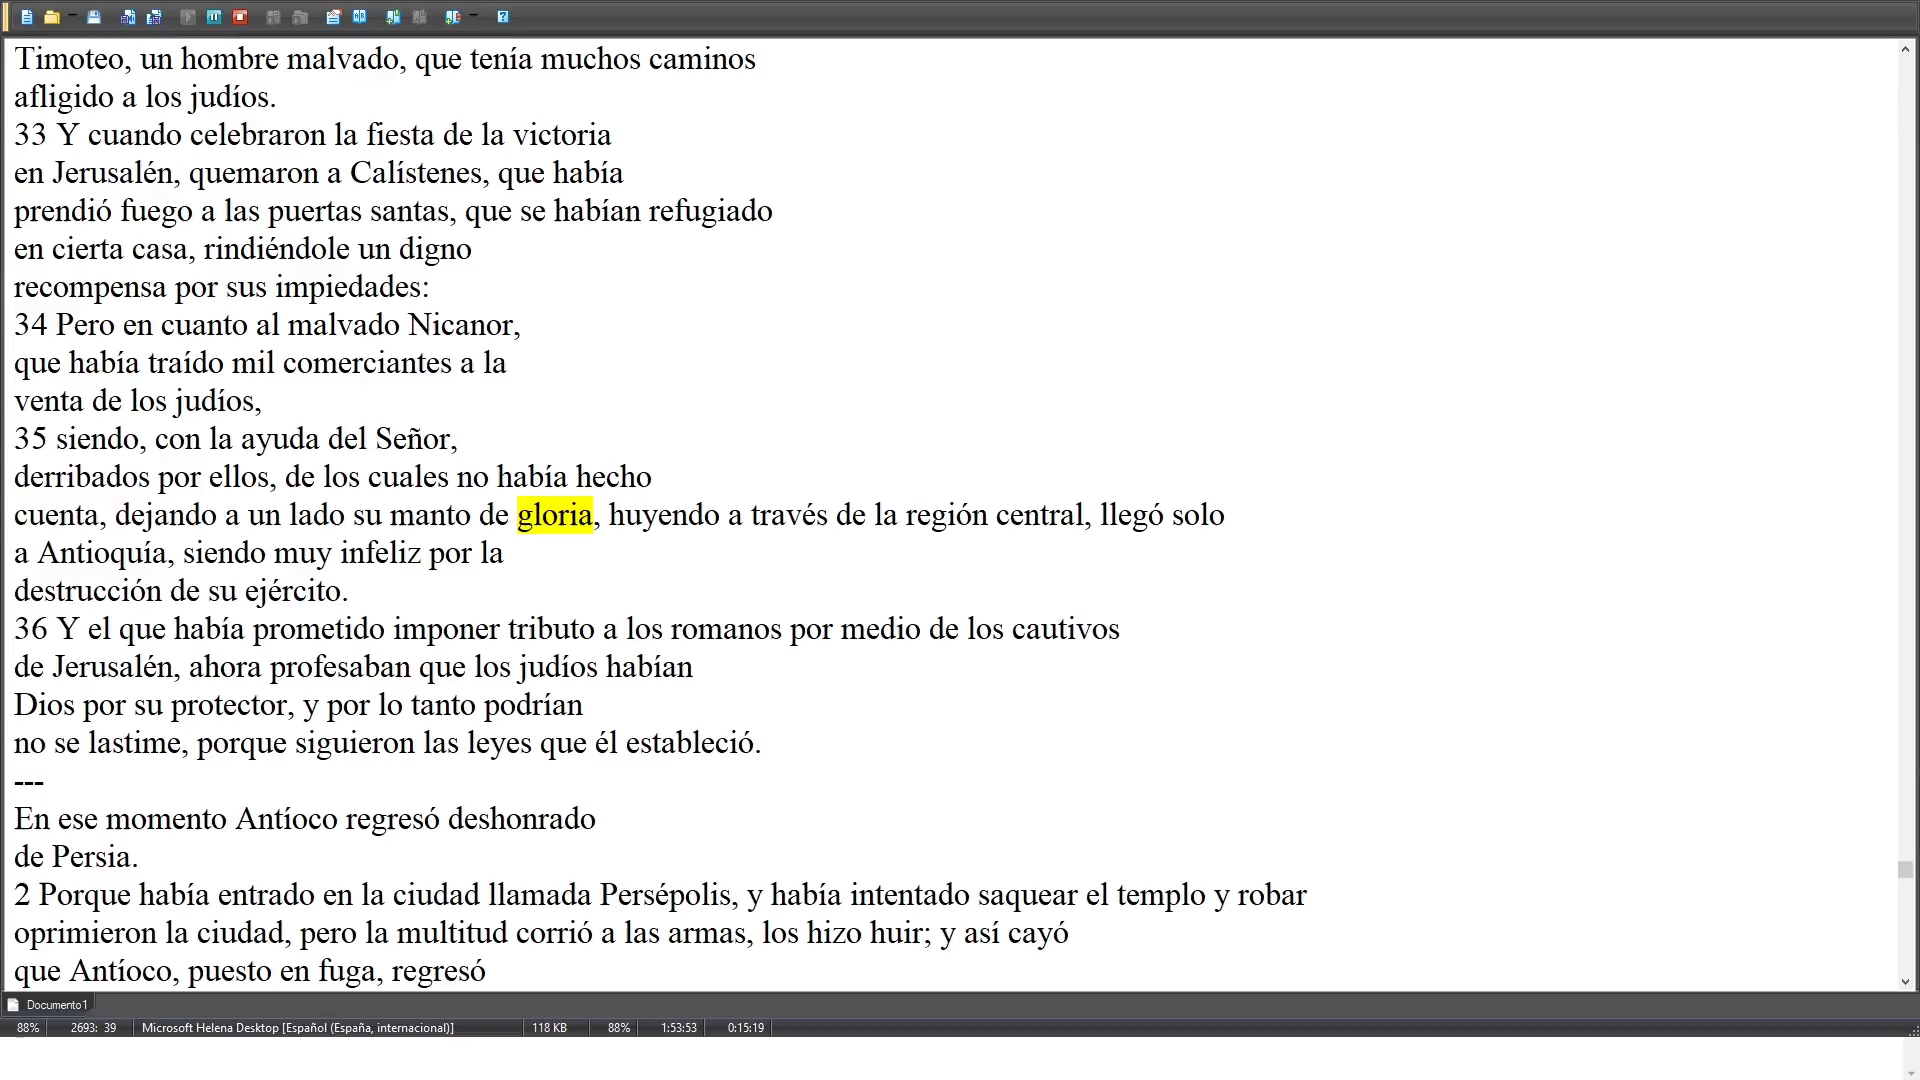 Timoteo, un hombre malvado, que tenía muchos caminos
afligido a los judíos.
33 Y cuando celebraron la fiesta de la victoria
en Jerusalén, quemaron a Calístenes, que había
prendió fuego a las puertas santas, que se habían refugiado
en cierta casa, rindiéndole un digno
recompensa por sus impiedades:
34 Pero en cuanto al malvado Nicanor,
que había traído mil comerciantes a la
venta de los judíos,
35 siendo, con la ayuda del Señor,
derribados por ellos, de los cuales no había hecho
cuenta, dejando a un lado su manto de gloria, huyendo a través de la región central, llegó solo
a Antioquía, siendo muy infeliz por la
destrucción de su ejército.
36 Y el que había prometido imponer tributo a los romanos por medio de los cautivos
de Jerusalén, ahora profesaban que los judíos habían
Dios por su protector, y por lo tanto podrían
no se lastime, porque siguieron las leyes que él estableció.
---
En ese momento Antíoco regresó deshonrado
de Persia.
2 Porque había entrado en la ciudad llamada Persépolis, y había intentado saquear el templo y robar
oprimieron la ciudad, pero la multitud corrió a las armas, los hizo huir; y así cayó
que Antíoco, puesto en fuga, regresó
Documento1
88% 2693: 39 Microsoft Helena Desktop [Español (España, internacional)] 118 KB 88% 1:53:53 0:15:19